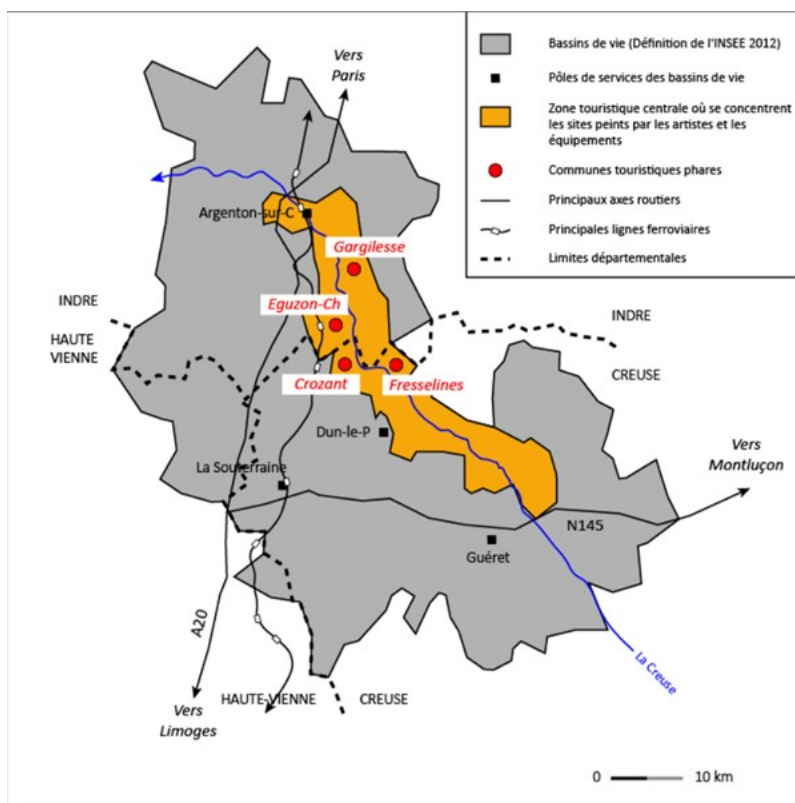 Bassins de vie (Définition de l'INSEE 2012)
Pôles de services des bassins de vie
Zone touristique centrale où se concentrent
les sites peints par les artistes et les
équipements
Communes touristiques phares
Principaux axes routiers
Principales lignes ferroviaires
Limites départementales
Vers
Paris
Argenton-sur-C
Gargilesse
Eguzon-Ch
INDRE
HAUTE
VIENNE
INDRE
CREUSE
Crozant
Fresselines
Dun-le-P
La Souterraine
Vers
Montluçon
N145
Guéret
A20
La Creuse
HAUTE-VIENNE
CREUSE
Vers
Limoges
0 10 km